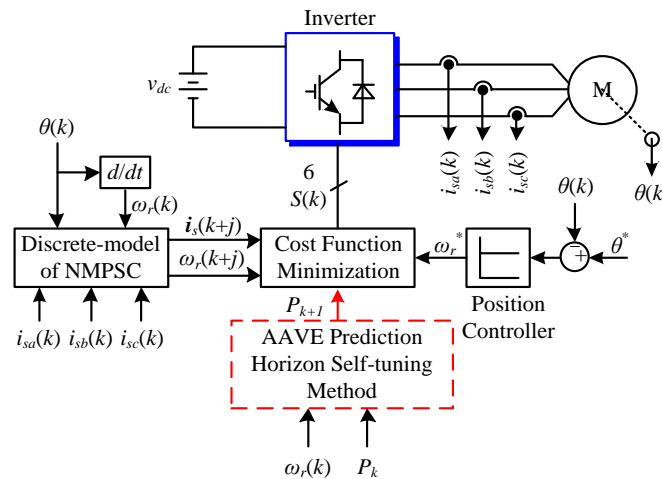 Inverter
v_dc
M
θ(k)
d/dt
ω_r(k)
6
S(k)
i_sa(k)
i_sb(k)
i_sc(k)
θ(k)
θ(k
Discrete-model
of NMPSC
i_s(k+j)
ω_r(k+j)
Cost Function
Minimization
ω_r^*
−
+
θ^*
Position
Controller
i_sa(k) i_sb(k) i_sc(k)
P_{k+1}
AAVE Prediction
Horizon Self-tuning
Method
ω_r(k)
P_k